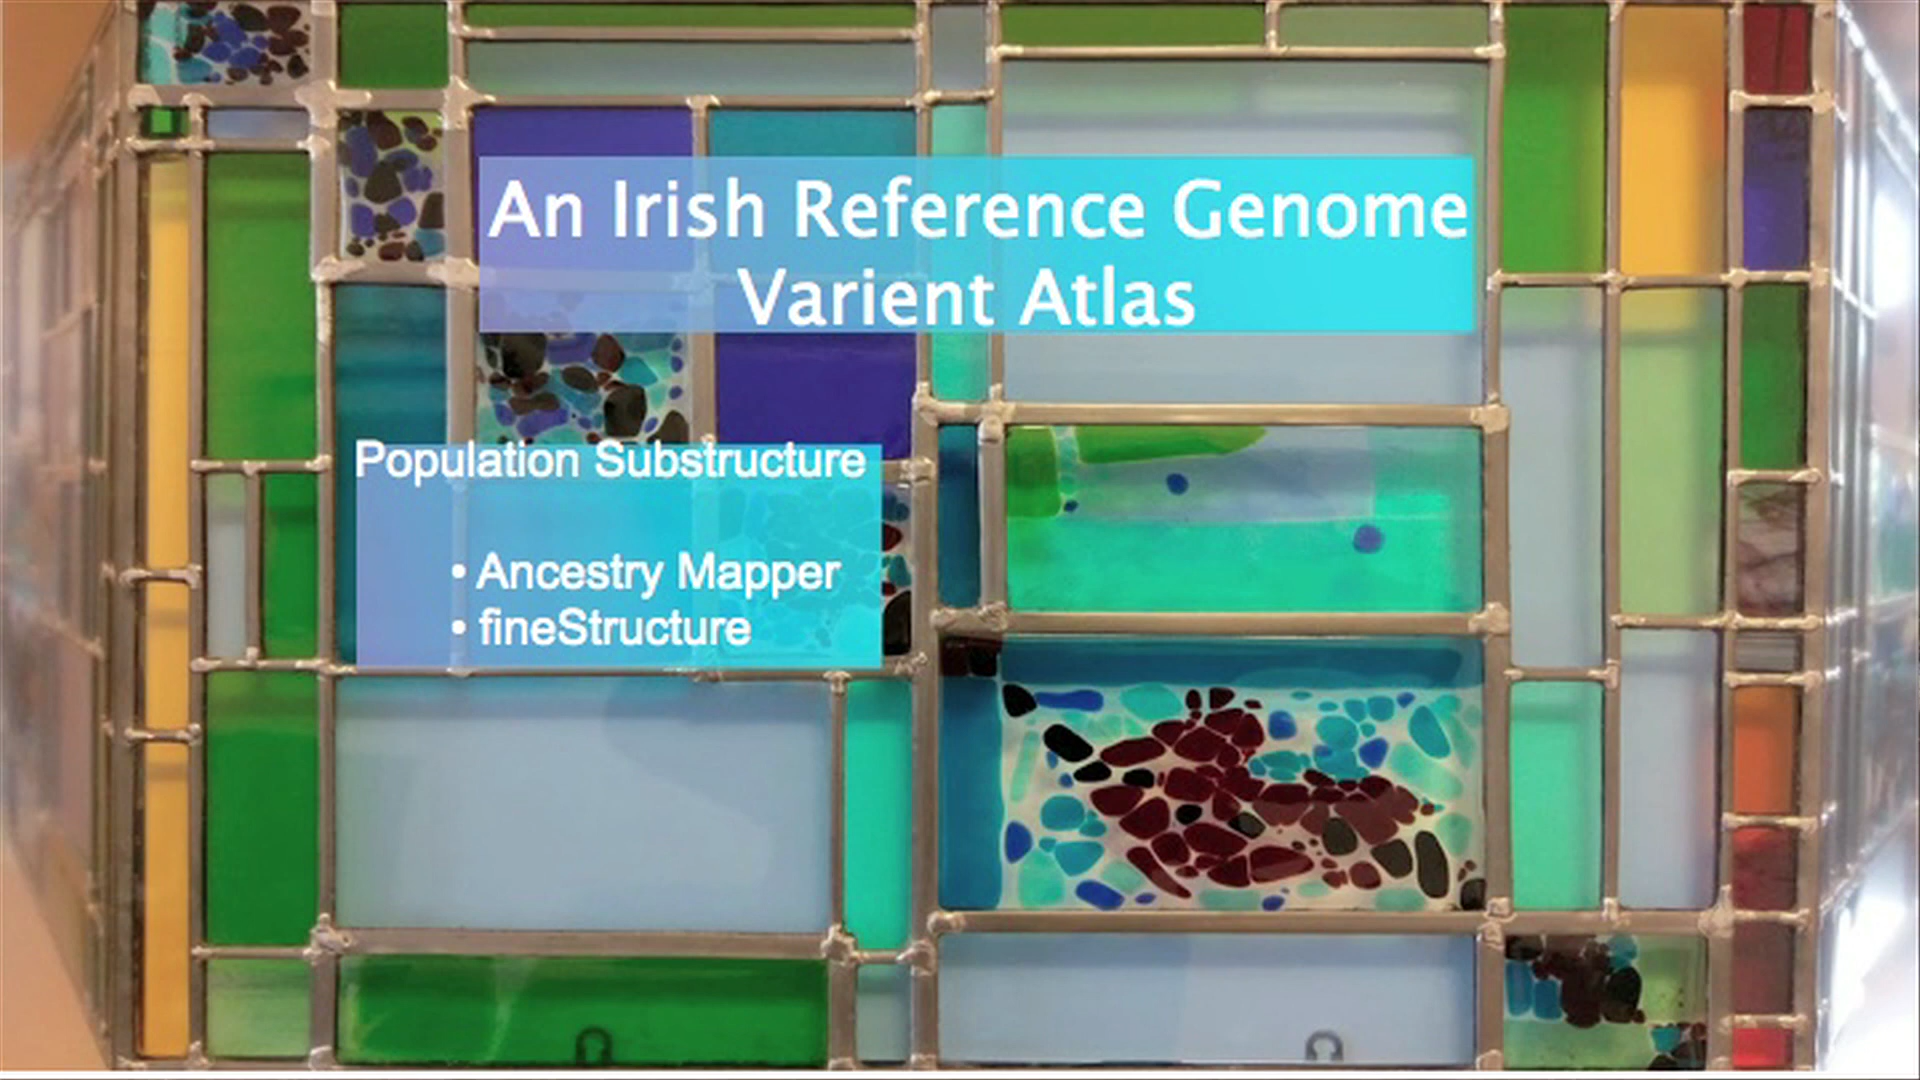 An Irish Reference Genome
Varient Atlas
Population Substructure
• Ancestry Mapper
• fineStructure